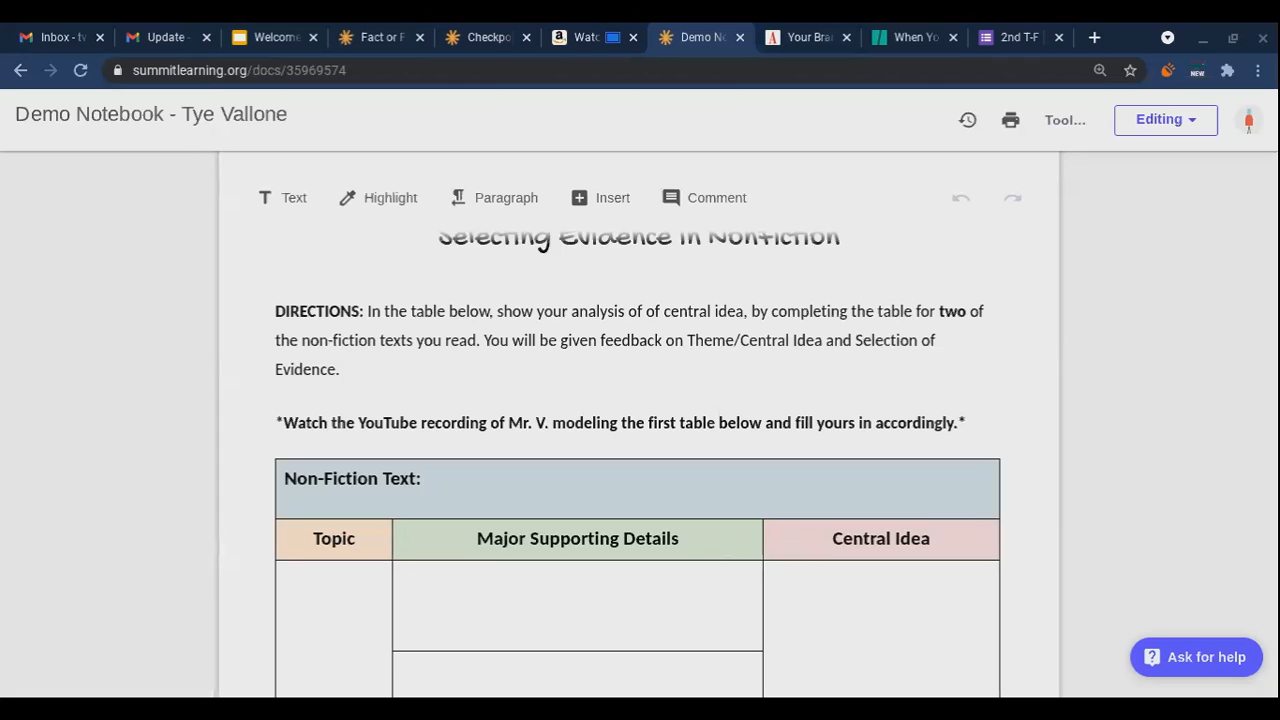 Inbox - tv
Update -
Welcome
Fact or F
Checkpo
Watc
Demo No
Your Bra
When Yo
2nd T-F
summitlearning.org/docs/35969574
NEW
Demo Notebook - Tye Vallone
Tool...
Editing
Text
Highlight
Paragraph
Insert
Comment
Selecting Evidence in Nonfiction
DIRECTIONS: In the table below, show your analysis of of central idea, by completing the table for two of
the non-fiction texts you read. You will be given feedback on Theme/Central Idea and Selection of
Evidence.
*Watch the YouTube recording of Mr. V. modeling the first table below and fill yours in accordingly.*
Non-Fiction Text:
Topic
Major Supporting Details
Central Idea
Ask for help